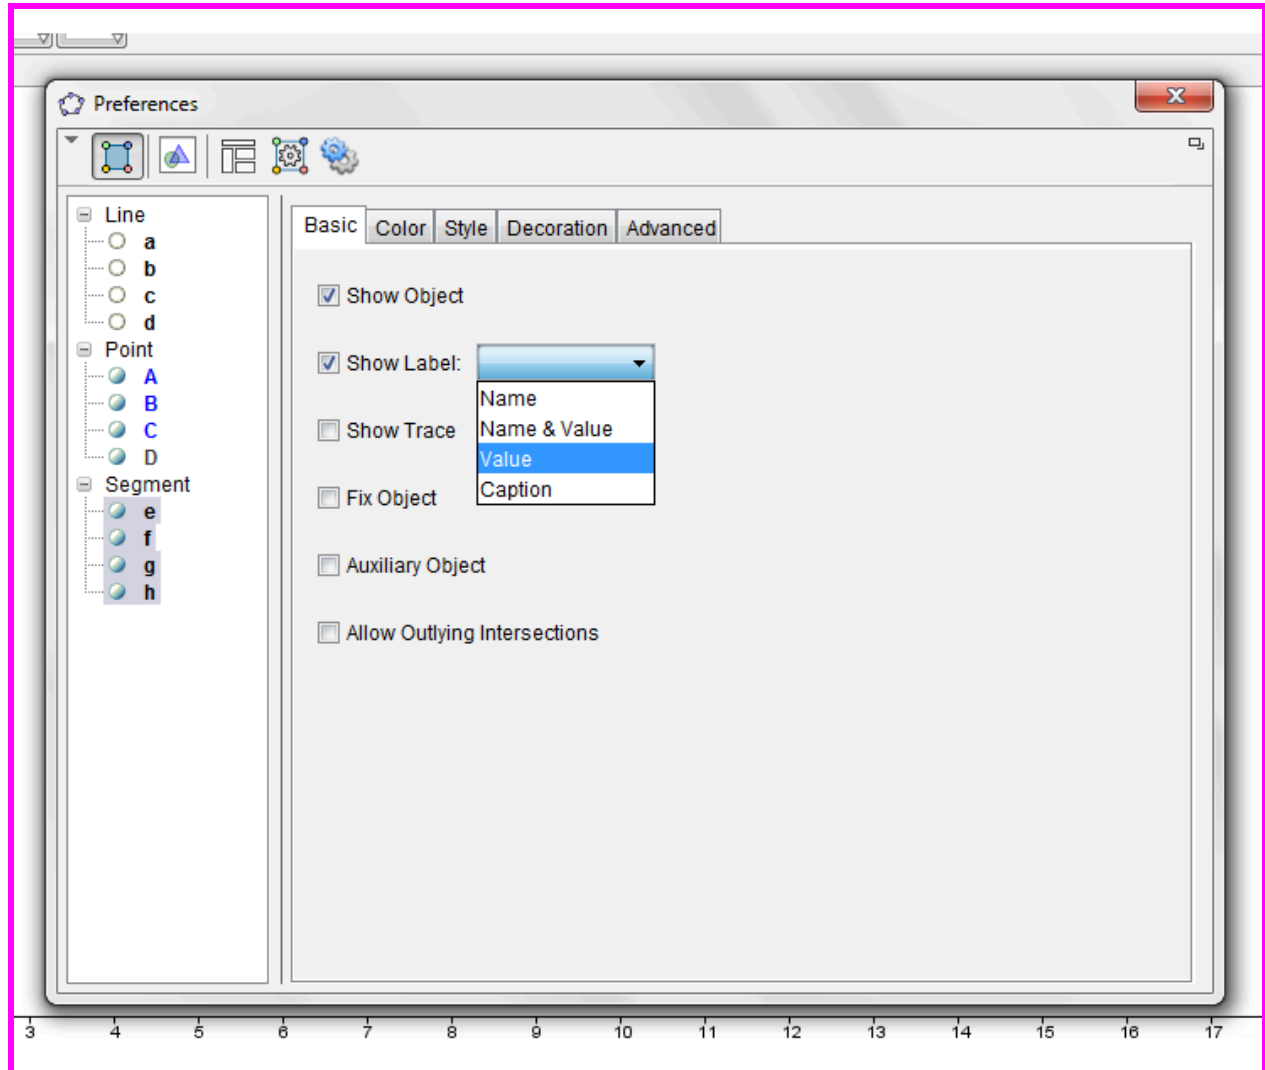 Preferences
Line
a
b
c
d
Point
A
B
C
D
Segment
e
f
g
h
Basic Color Style Decoration Advanced
Show Object
Show Label:
Name
Name & Value
Value
Caption
Show Trace
Fix Object
Auxiliary Object
Allow Outlying Intersections
3 4 5 6 7 8 9 10 11 12 13 14 15 16 17